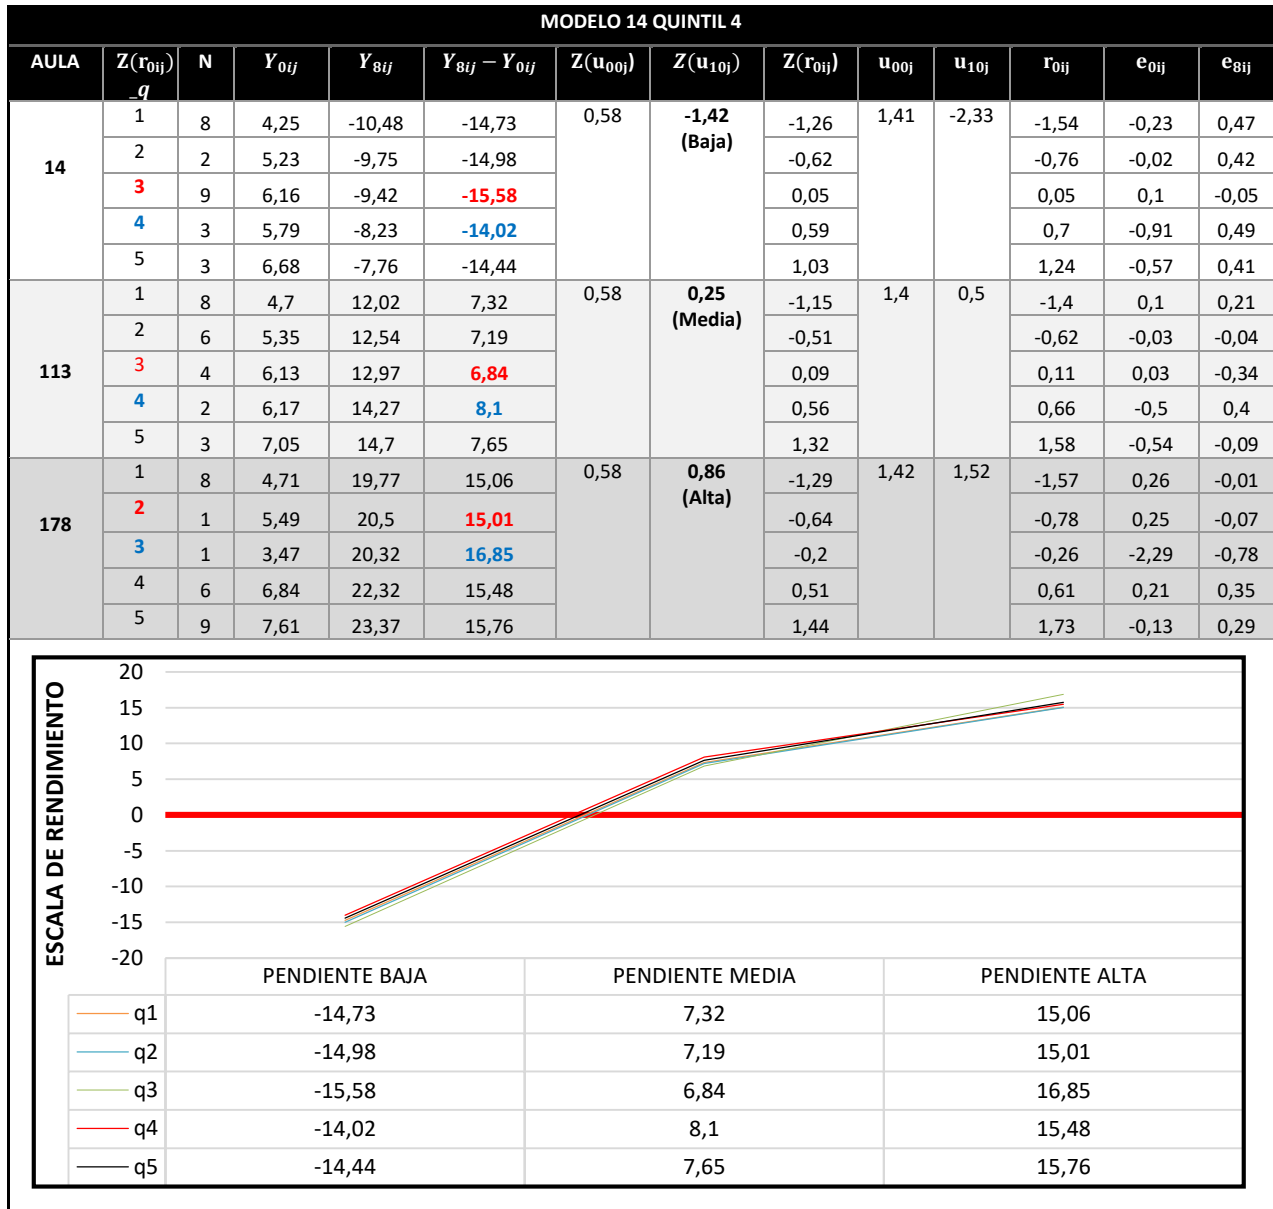 MODELO 14 QUINTIL 4
AULA Z(r0ij)_q N Y0ij Y8ij Y8ij − Y0ij Z(u00j) Z(u10j) Z(r0ij) u00j u10j r0ij e0ij e8ij
14 1 8 4,25 -10,48 -14,73 0,58 -1,42 (Baja) -1,26 1,41 -2,33 -1,54 -0,23 0,47
2 2 5,23 -9,75 -14,98 -0,62 -0,76 -0,02 0,42
3 9 6,16 -9,42 -15,58 0,05 0,05 0,1 -0,05
4 3 5,79 -8,23 -14,02 0,59 0,7 -0,91 0,49
5 3 6,68 -7,76 -14,44 1,03 1,24 -0,57 0,41
113 1 8 4,7 12,02 7,32 0,58 0,25 (Media) -1,15 1,4 0,5 -1,4 0,1 0,21
2 6 5,35 12,54 7,19 -0,51 -0,62 -0,03 -0,04
3 4 6,13 12,97 6,84 0,09 0,11 0,03 -0,34
4 2 6,17 14,27 8,1 0,56 0,66 -0,5 0,4
5 3 7,05 14,7 7,65 1,32 1,58 -0,54 -0,09
178 1 8 4,71 19,77 15,06 0,58 0,86 (Alta) -1,29 1,42 1,52 -1,57 0,26 -0,01
2 1 5,49 20,5 15,01 -0,64 -0,78 0,25 -0,07
3 1 3,47 20,32 16,85 -0,2 -0,26 -2,29 -0,78
4 6 6,84 22,32 15,48 0,51 0,61 0,21 0,35
5 9 7,61 23,37 15,76 1,44 1,73 -0,13 0,29
ESCALA DE RENDIMIENTO
20
15
10
5
0
-5
-10
-15
-20
PENDIENTE BAJA PENDIENTE MEDIA PENDIENTE ALTA
q1 -14,73 7,32 15,06
q2 -14,98 7,19 15,01
q3 -15,58 6,84 16,85
q4 -14,02 8,1 15,48
q5 -14,44 7,65 15,76